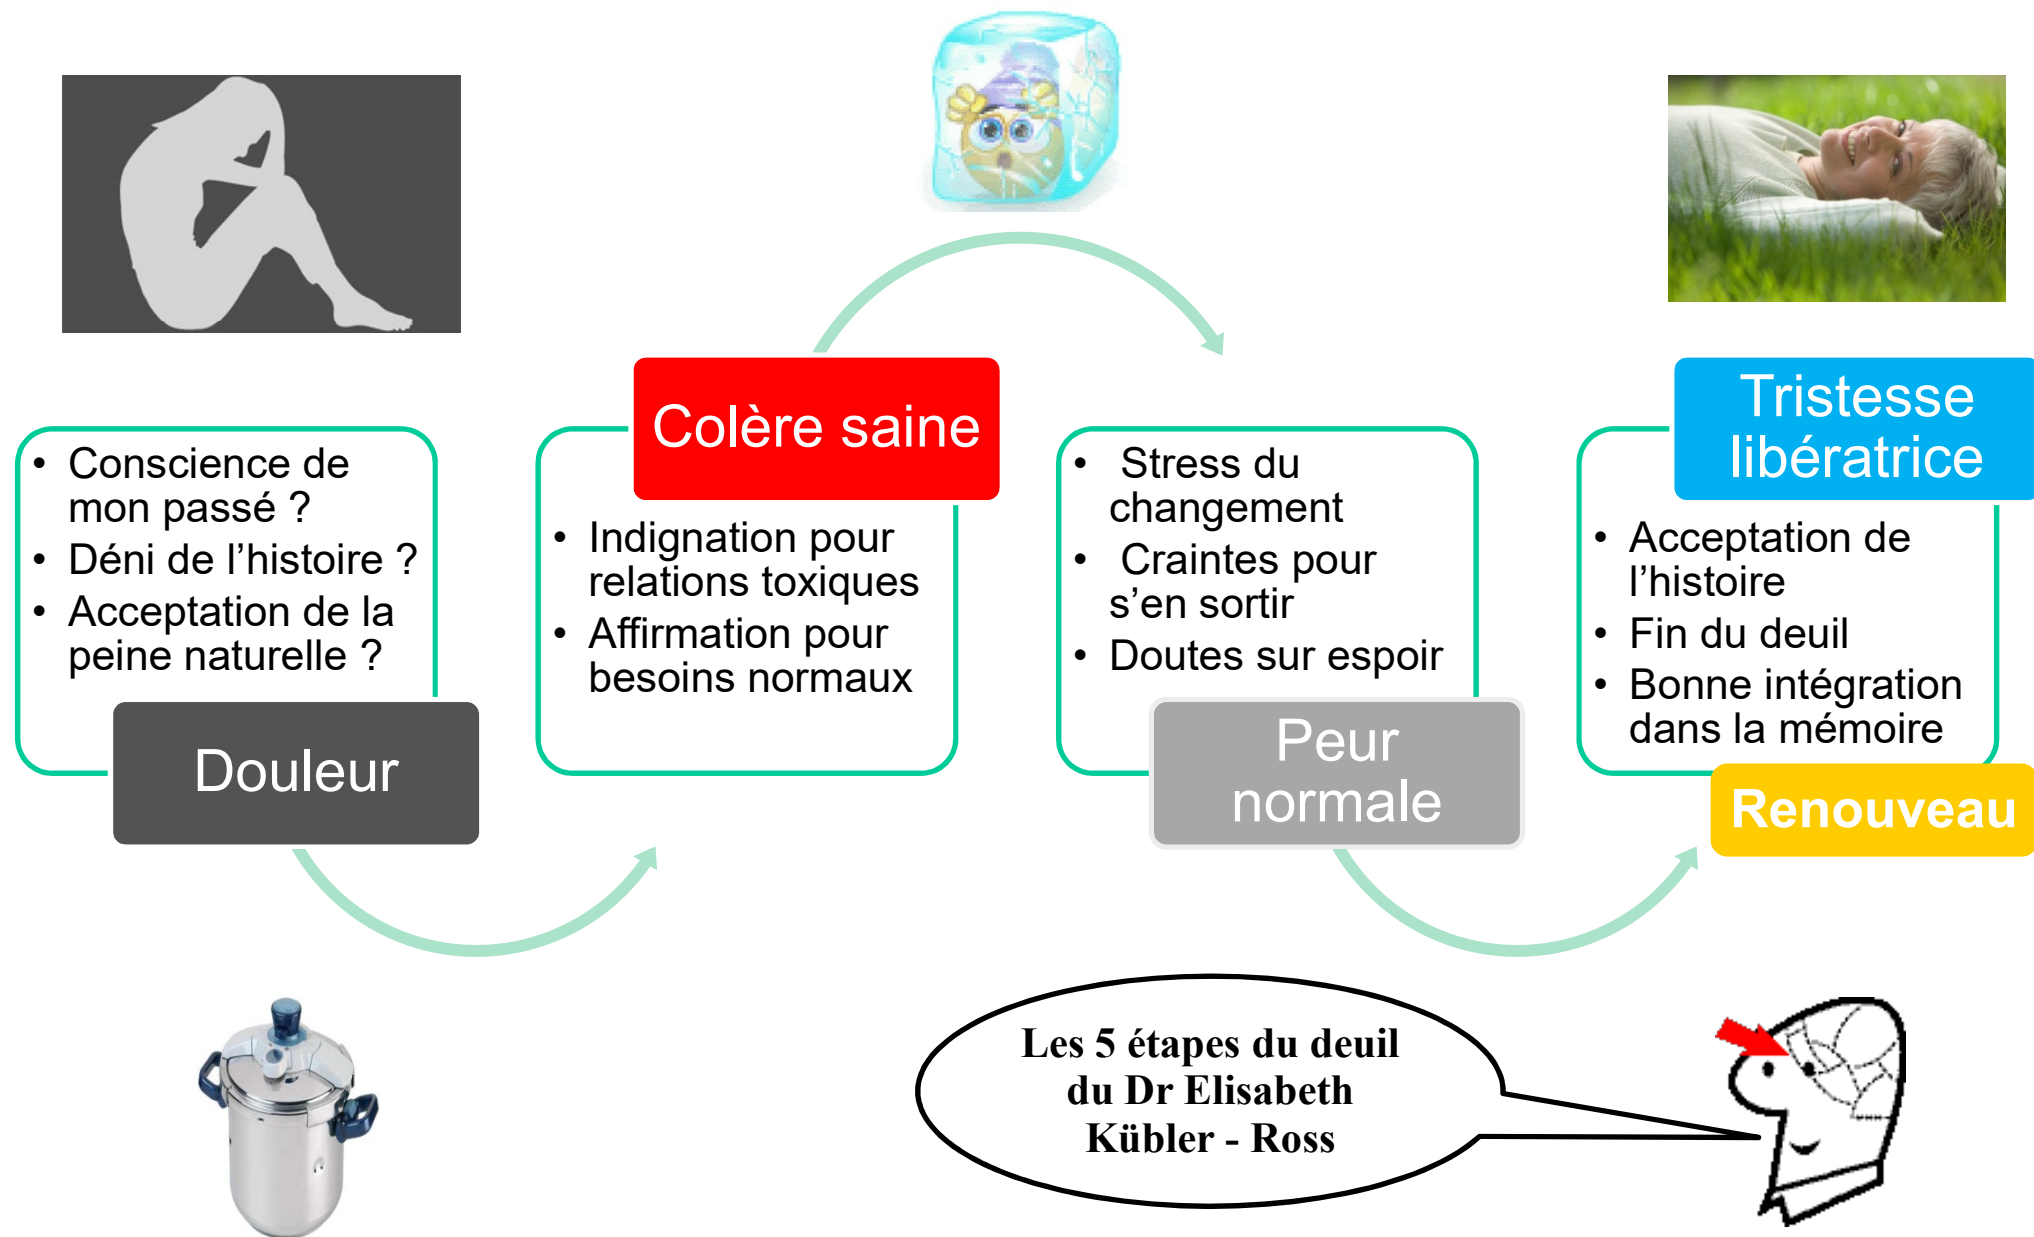 • Conscience de
mon passé ?
• Déni de l’histoire ?
• Acceptation de la
peine naturelle ?
Douleur
Colère saine
• Indignation pour
relations toxiques
• Affirmation pour
besoins normaux
• Stress du
changement
• Craintes pour
s’en sortir
• Doutes sur espoir
Peur
normale
Tristesse
libératrice
• Acceptation de
l’histoire
• Fin du deuil
• Bonne intégration
dans la mémoire
Renouveau
Les 5 étapes du deuil
du Dr Elisabeth
Kübler - Ross